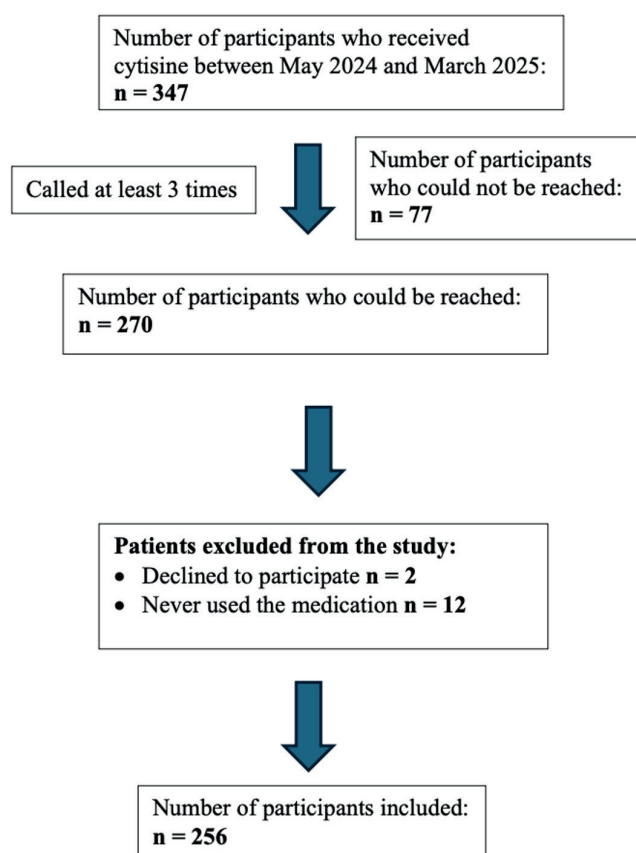 Number of participants who received
cytisine between May 2024 and March 2025:
n = 347
Called at least 3 times
Number of participants
who could not be reached:
n = 77
Number of participants who could be reached:
n = 270
Patients excluded from the study:
• Declined to participate n = 2
• Never used the medication n = 12
Number of participants included:
n = 256